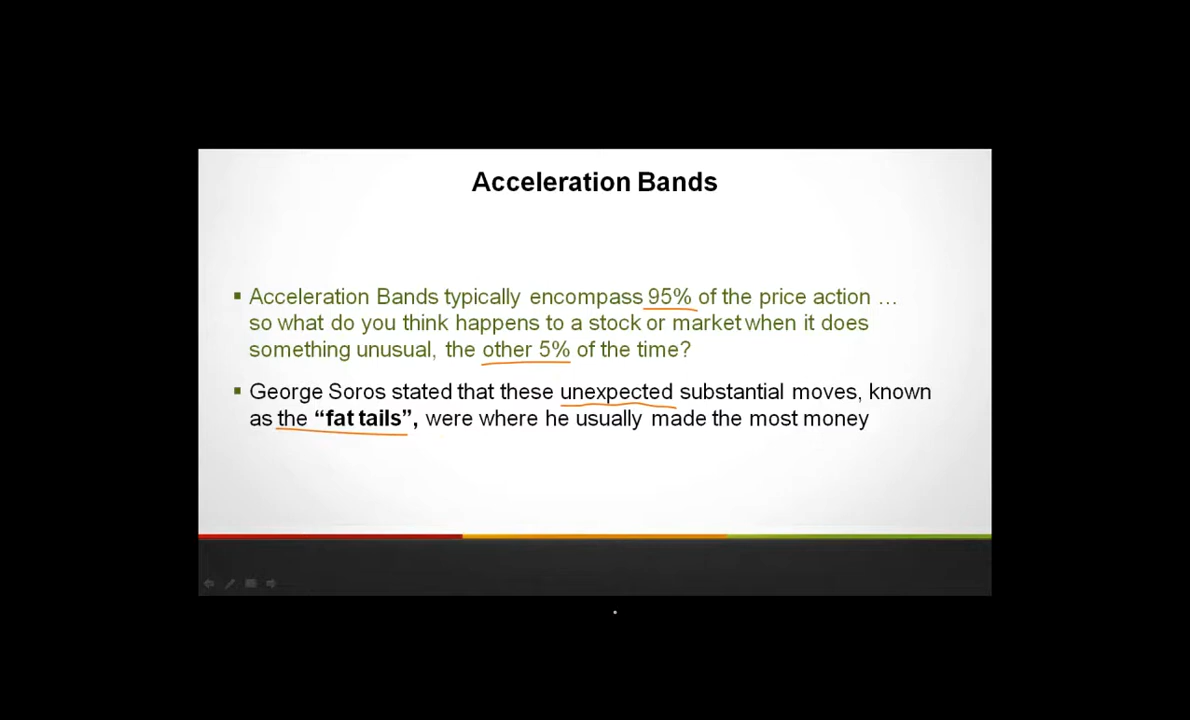 Acceleration Bands
▪ Acceleration Bands typically encompass 95% of the price action …
so what do you think happens to a stock or market when it does
something unusual, the other 5% of the time?
▪ George Soros stated that these unexpected substantial moves, known
as the “fat tails”, were where he usually made the most money